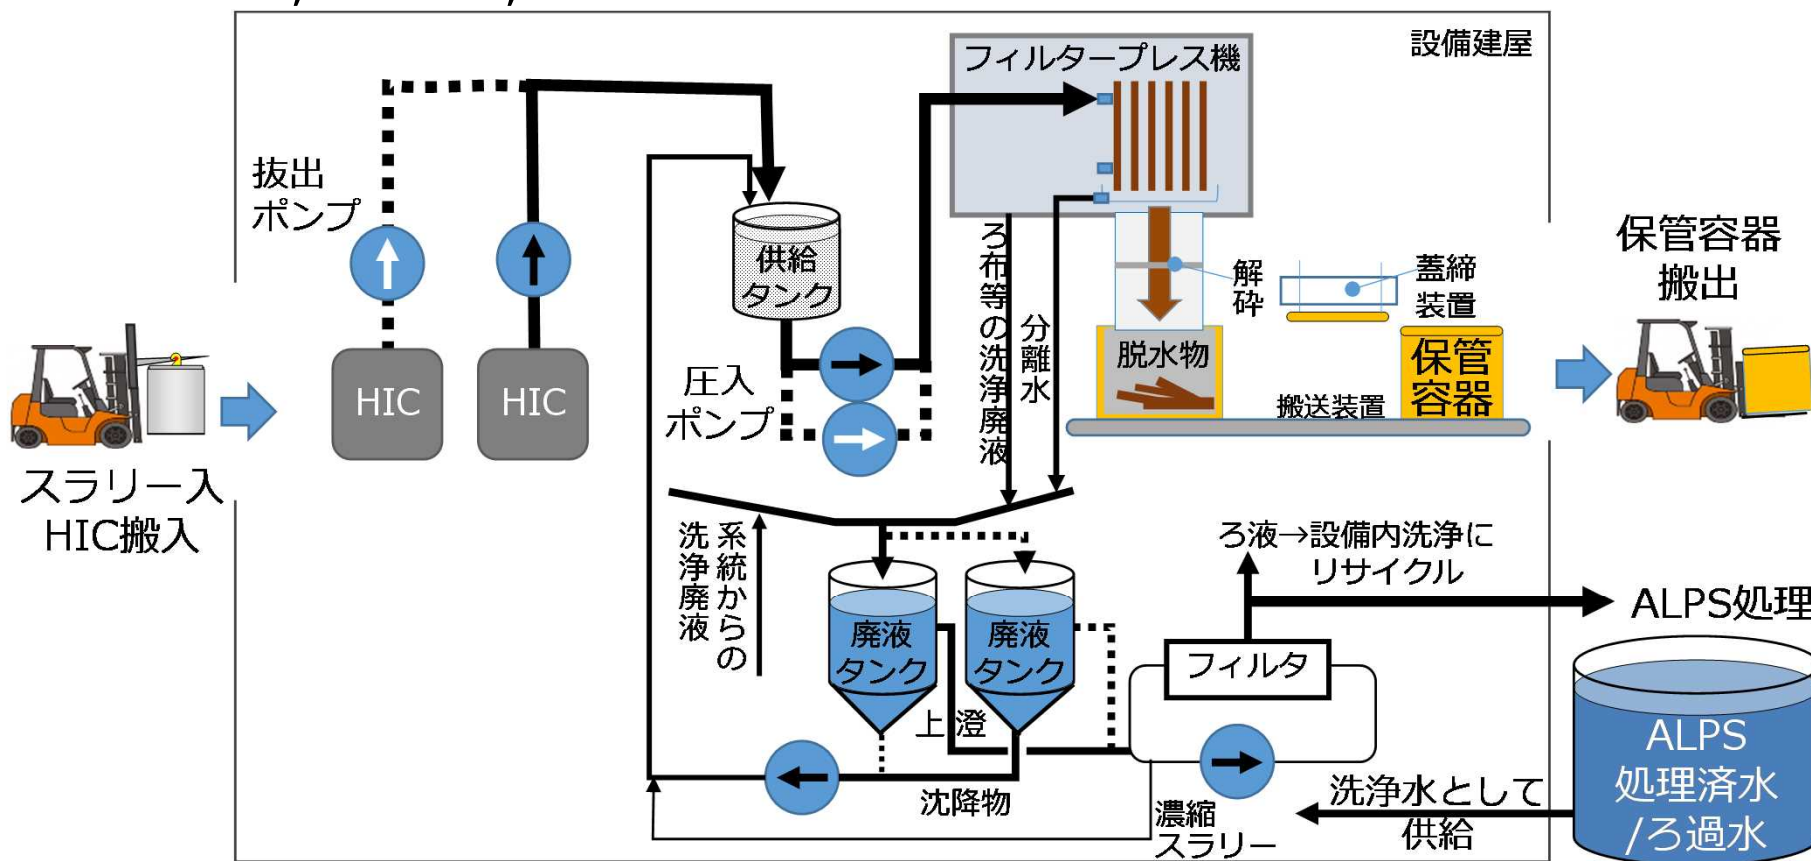 設備建屋
フィルタープレス機
抜出
ポンプ
供給
タンク
HIC
HIC
スラリー入
HIC搬入
圧入
ポンプ
ろ布等の洗浄廃液
分離水
解砕
脱水物
蓋締
装置
保管
容器
搬送装置
保管容器
搬出
系統からの
洗浄廃液
廃液
タンク
廃液
タンク
上澄
沈降物
ろ液→設備内洗浄に
リサイクル
フィルタ
濃縮
スラリー
ALPS処理
洗浄水として
供給
ALPS
処理済水
/ろ過水